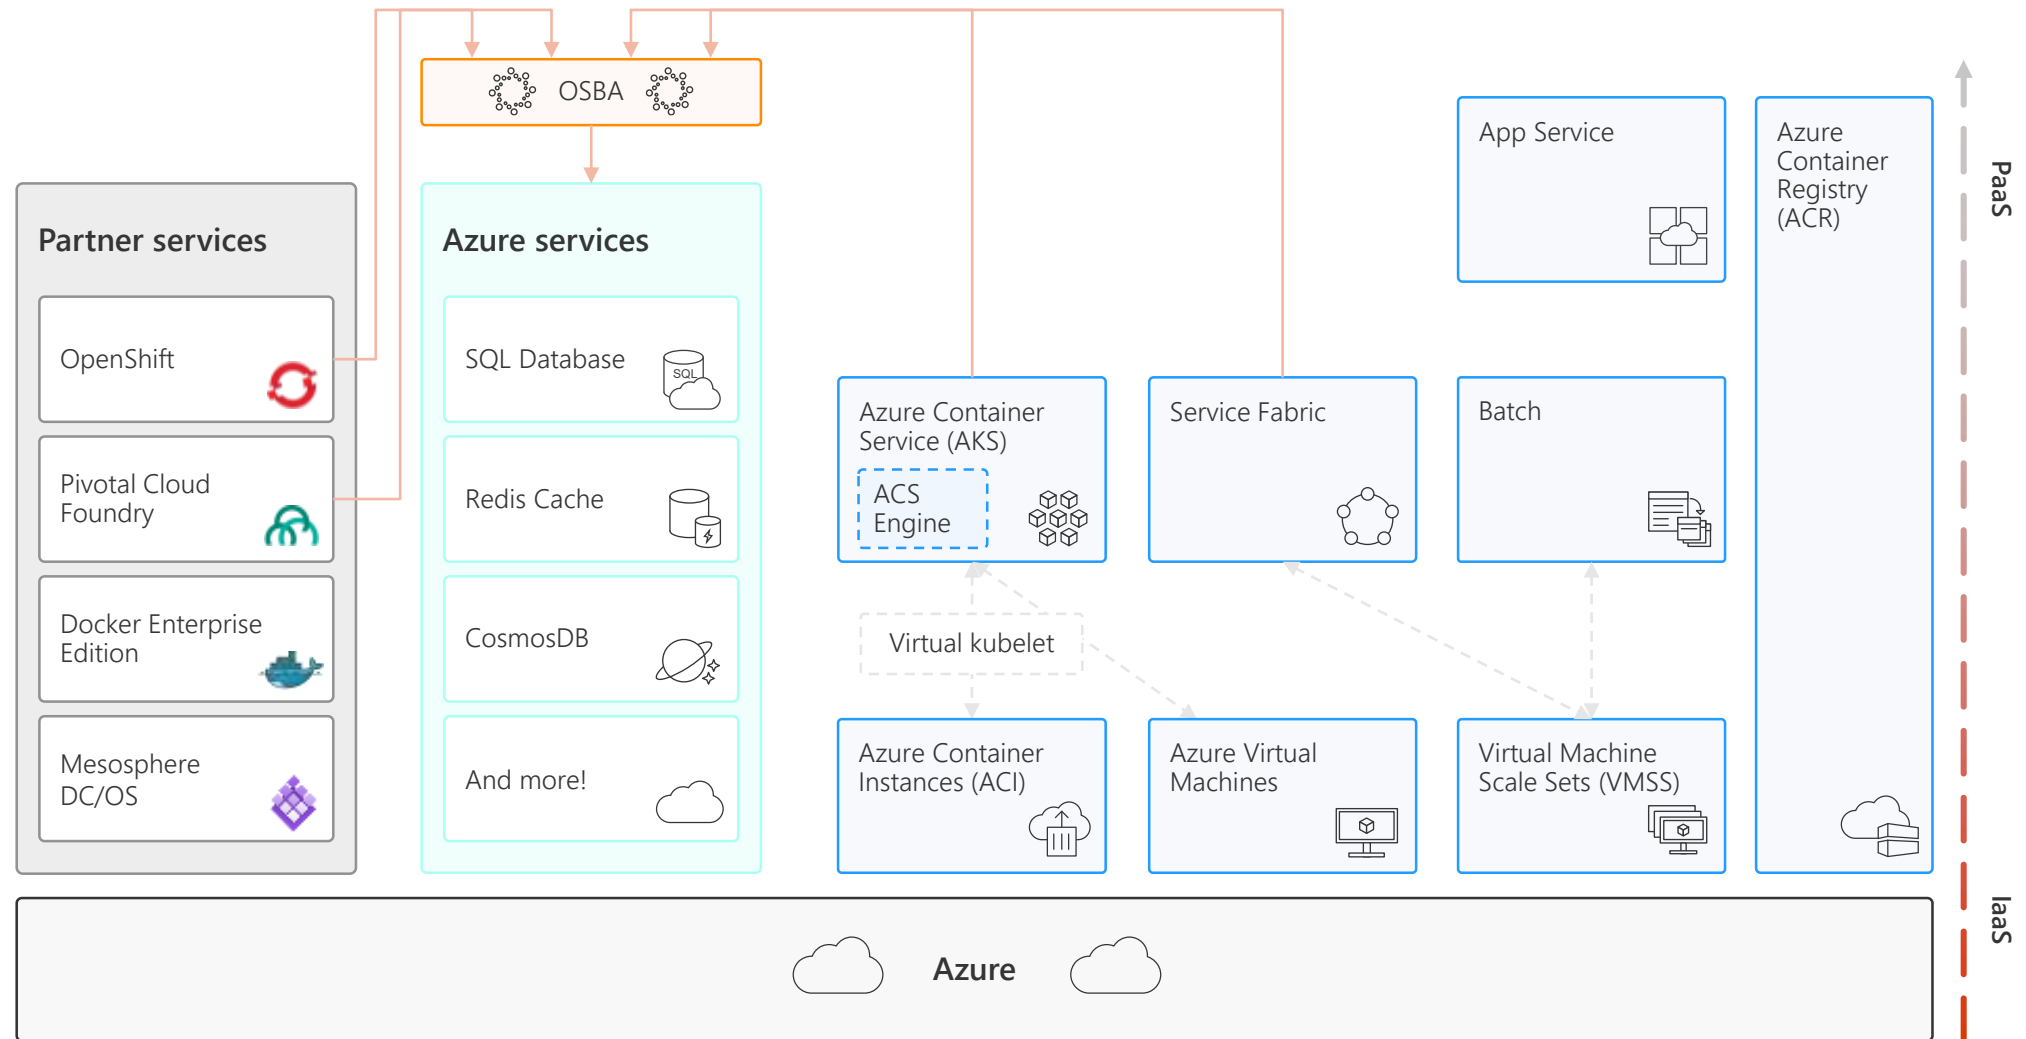 OSBA
Partner services
OpenShift
Pivotal Cloud
Foundry
Docker Enterprise
Edition
Mesosphere
DC/OS
Azure services
SQL Database
SQL
Redis Cache
CosmosDB
And more!
Azure Container
Service (AKS)
ACS
Engine
Service Fabric
App Service
Batch
Virtual kubelet
Azure Container
Instances (ACI)
Azure Virtual
Machines
Virtual Machine
Scale Sets (VMSS)
Azure
Container
Registry
(ACR)
PaaS
IaaS
Azure